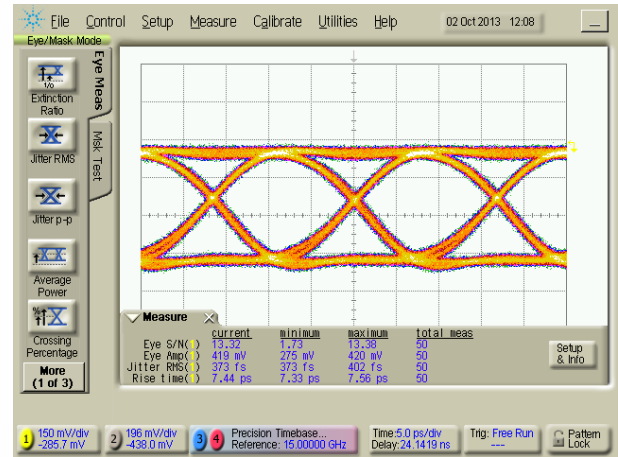 File Control Setup Measure Calibrate Utilities Help 02 Oct 2013 12:08
Eye/Mask Mode
Eye Meas
Msk Test
1/0
Extinction
Ratio
Jitter RMS
Jitter p-p
Average
Power
Crossing
Percentage
More
(1 of 3)
Measure
current minimum maximum total meas
Eye S/N(1) 13.32 1.73 13.38 50
Eye Amp(1) 419 mV 275 mV 420 mV 50
Jitter RMS(1) 373 fs 373 fs 402 fs 50
Rise time(1) 7.44 ps 7.33 ps 7.56 ps 50
Setup
& Info
1 150 mV/div
-285.7 mV
2 196 mV/div
-438.0 mV
3 4 Precision Timebase...
Reference: 15.00000 GHz
Time:5.0 ps/div
Delay:24.1419 ns
Trig: Free Run
---
Pattern
Lock